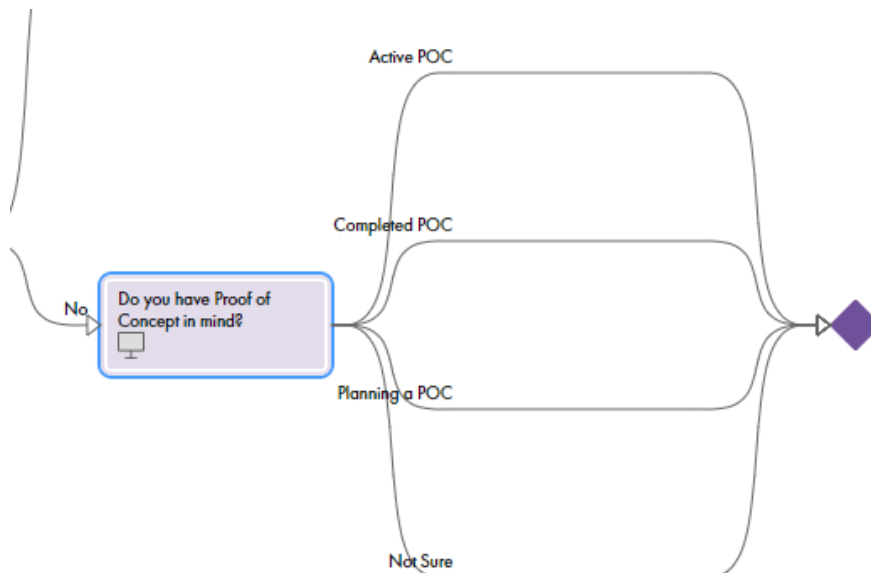 Active POC
Completed POC
No
Do you have Proof of
Concept in mind?
Planning a POC
Not Sure